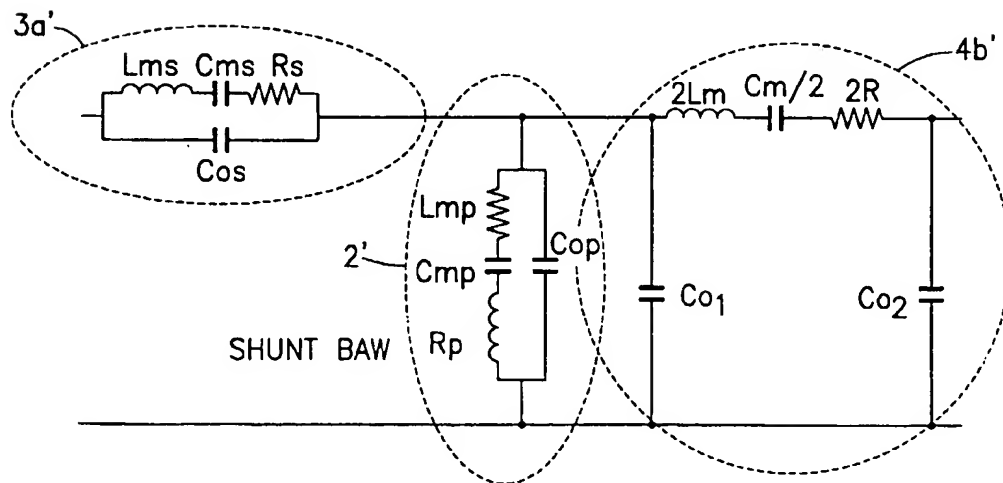 3a'
4b'
Lms Cms Rs
Cos
2Lm Cm/2 2R
Lmp
Cmp
Rp
Cop
2'
Co1
Co2
SHUNT BAW